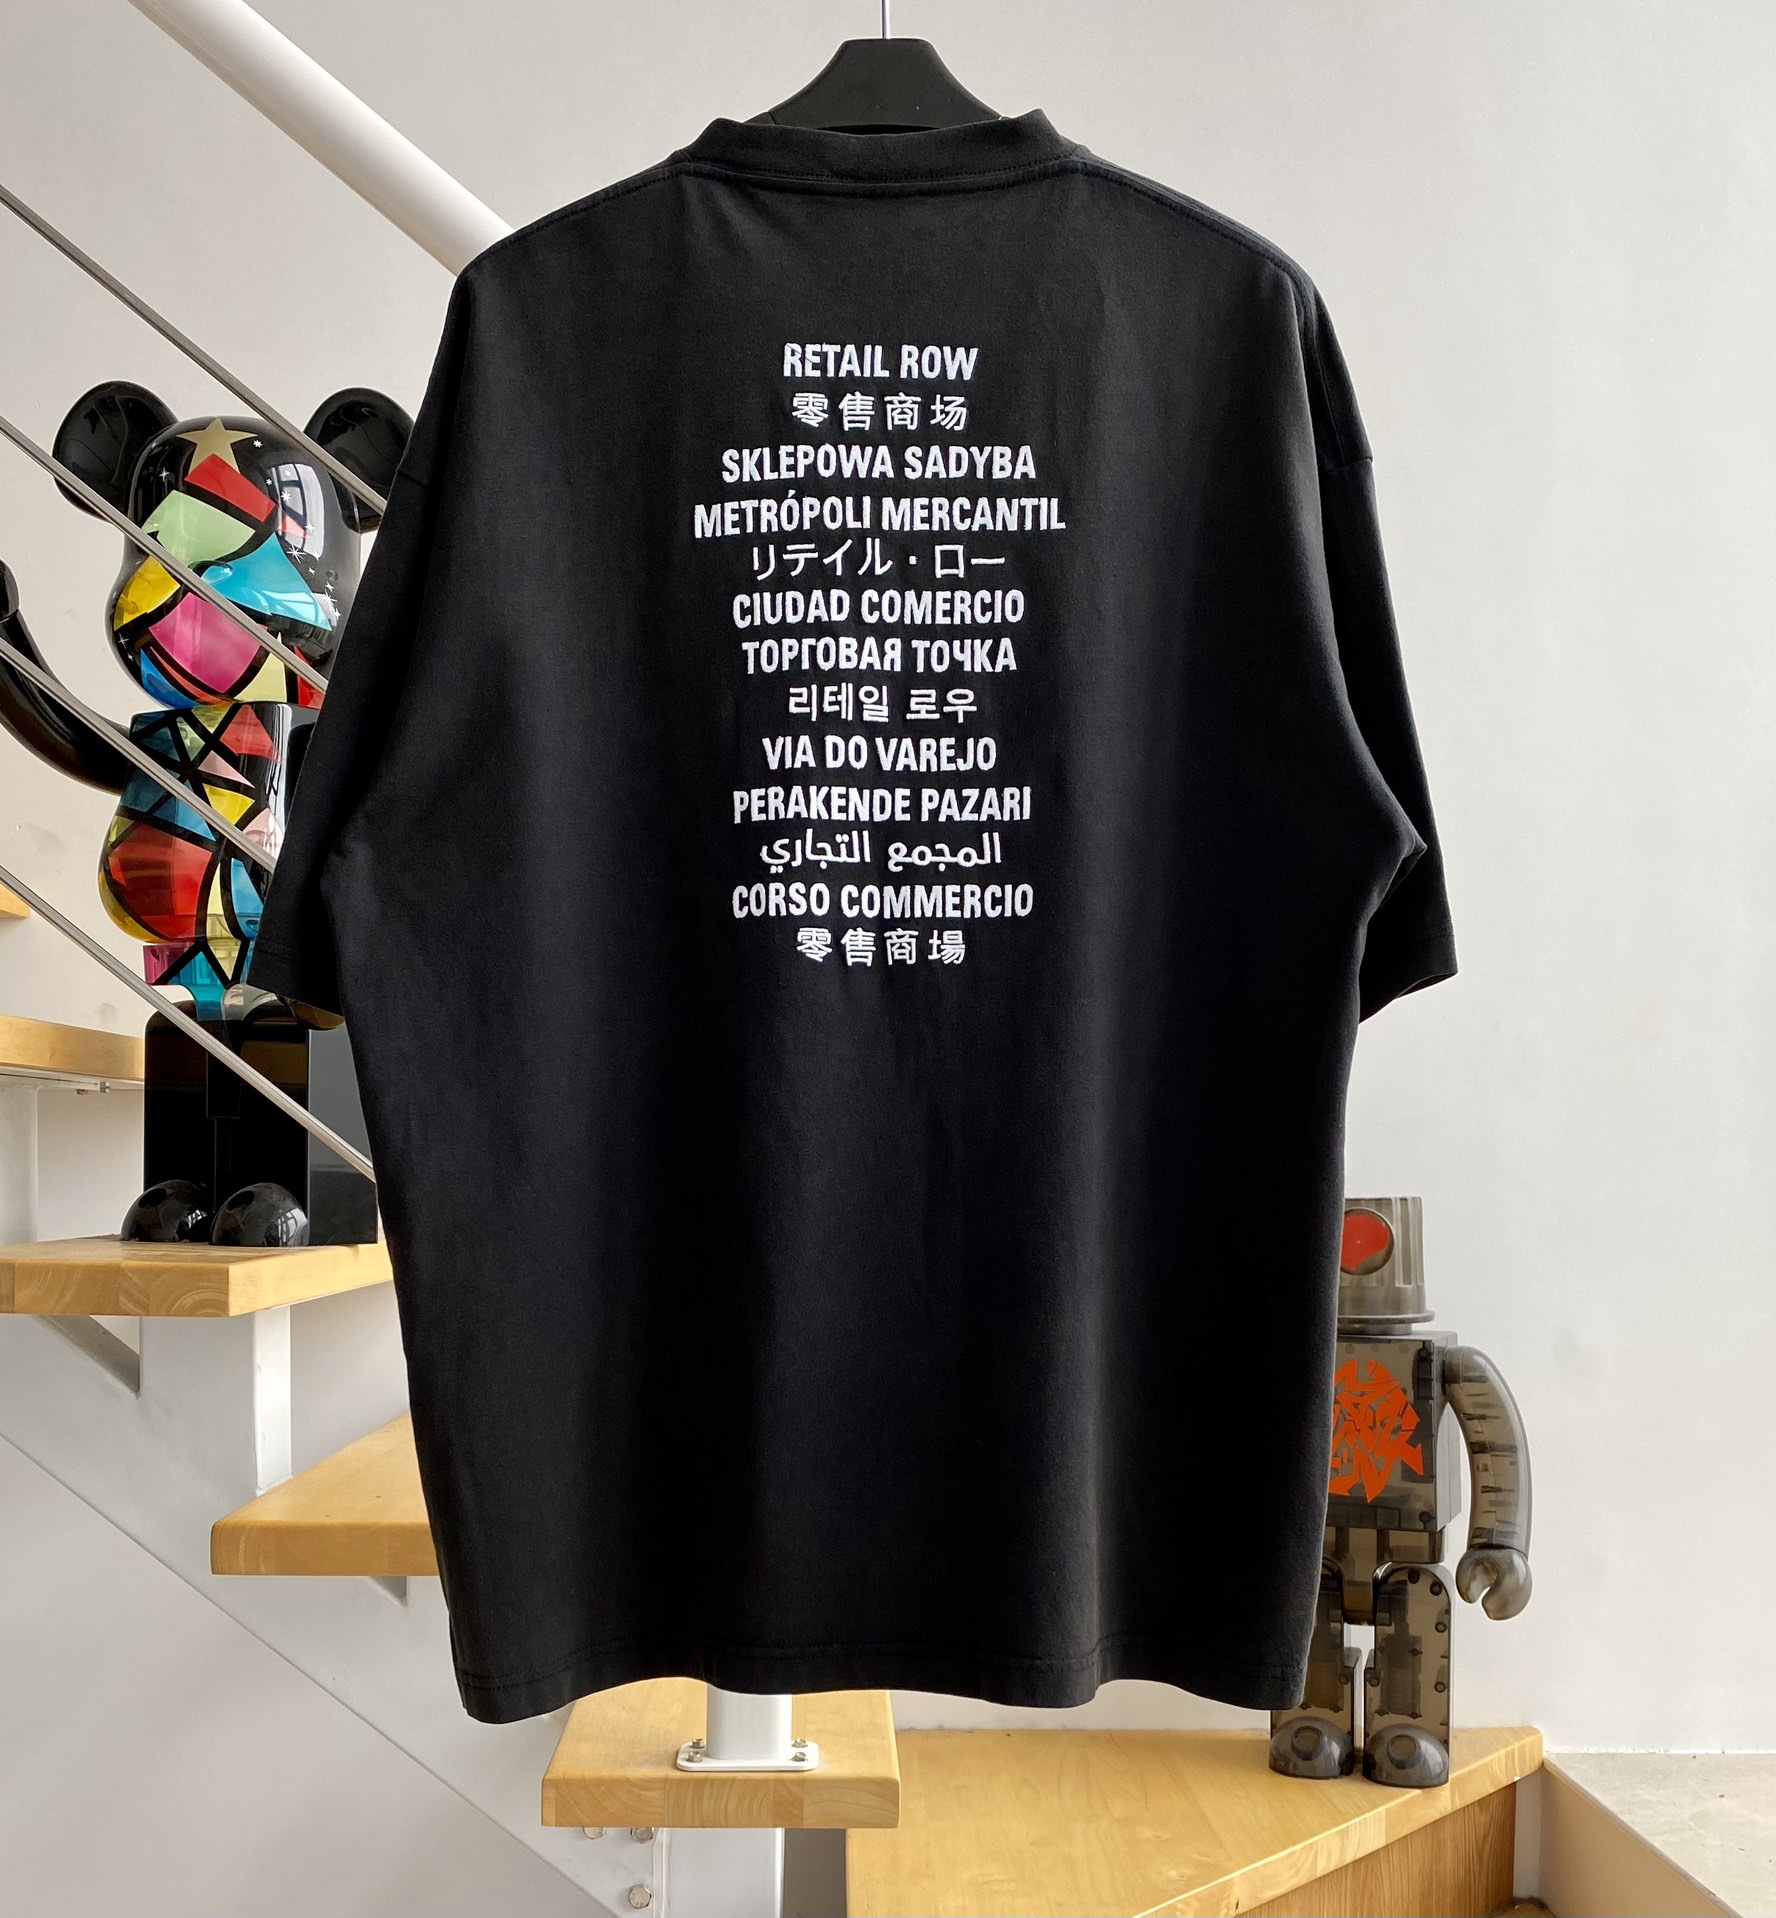 RETAIL ROW
零售商场
SKLEPOWA SADYBA
METRÓPOLI MERCANTIL
リテイル・ロー
CIUDAD COMERCIO
ТОРГОВАЯ ТОЧКА
리테일 로우
VIA DO VAREJO
PERAKENDE PAZARI
المجمع التجاري
CORSO COMMERCIO
零售商場